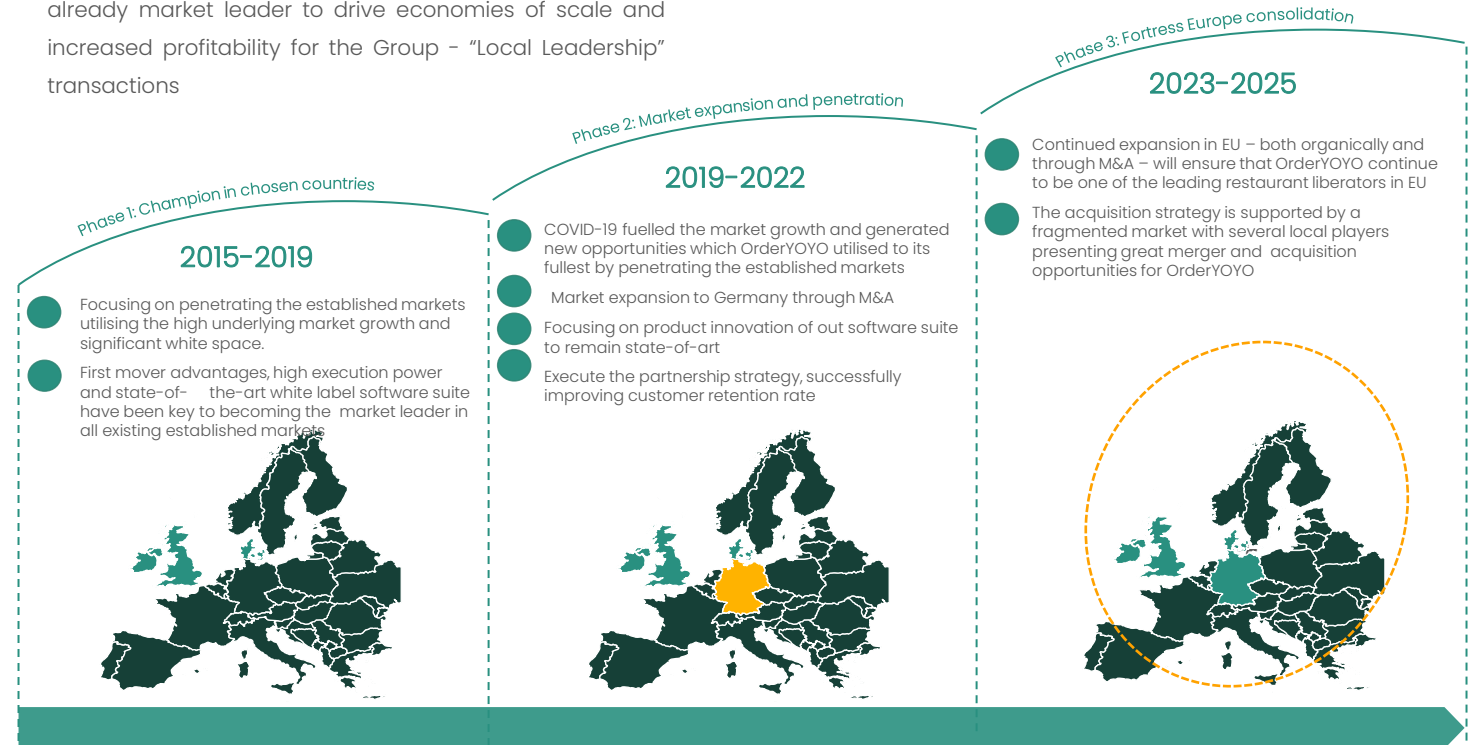 already market leader to drive economies of scale and
increased profitability for the Group - “Local Leadership”
transactions
Phase 1: Champion in chosen countries
2015-2019
Focusing on penetrating the established markets
utilising the high underlying market growth and
significant white space.
First mover advantages, high execution power
and state-of- the-art white label software suite
have been key to becoming the market leader in
all existing established markets
Phase 2: Market expansion and penetration
2019-2022
COVID-19 fuelled the market growth and generated
new opportunities which OrderYOYO utilised to its
fullest by penetrating the established markets
Market expansion to Germany through M&A
Focusing on product innovation of out software suite
to remain state-of-art
Execute the partnership strategy, successfully
improving customer retention rate
Phase 3: Fortress Europe consolidation
2023-2025
Continued expansion in EU – both organically and
through M&A – will ensure that OrderYOYO continue
to be one of the leading restaurant liberators in EU
The acquisition strategy is supported by a
fragmented market with several local players
presenting great merger and acquisition
opportunities for OrderYOYO